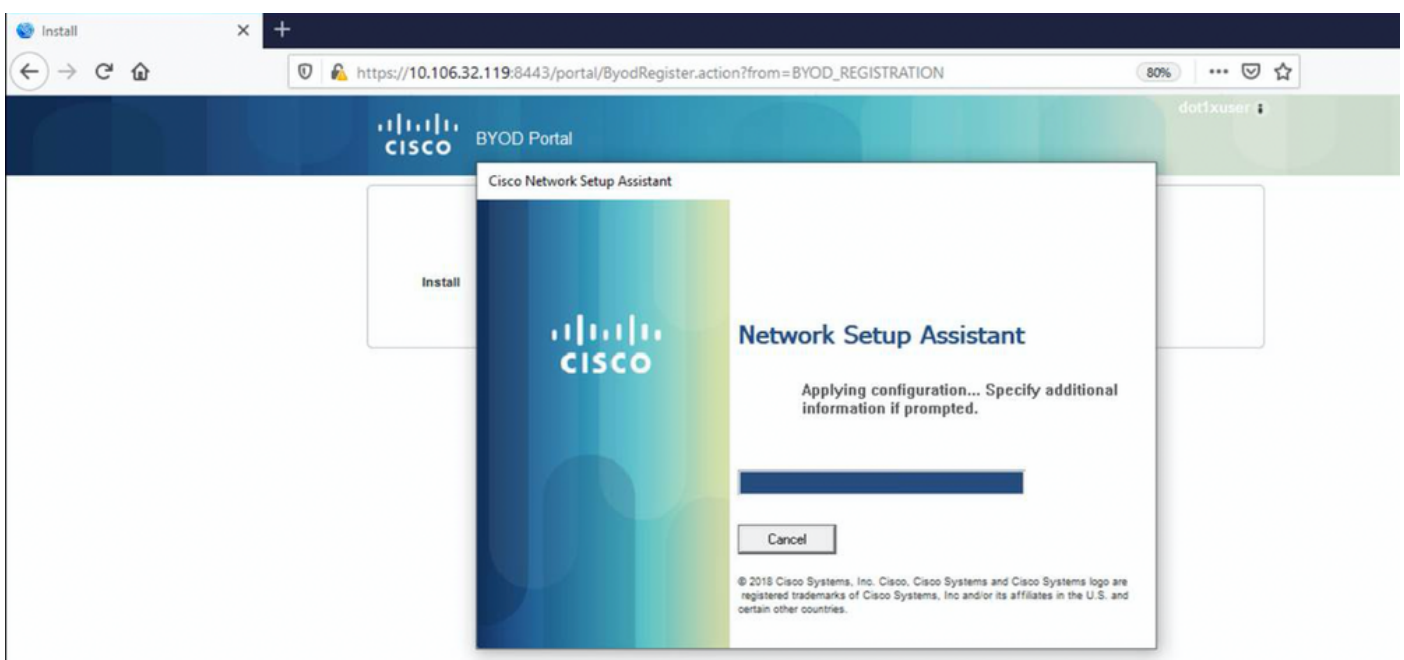 Install
https://10.106.32.119:8443/portal/ByodRegister.action?from=BYOD_REGISTRATION
80%
dot1xuser
CISCO
BYOD Portal
Cisco Network Setup Assistant
Install
CISCO
Network Setup Assistant
Applying configuration... Specify additional
information if prompted.
Cancel
© 2018 Cisco Systems, Inc. Cisco, Cisco Systems and Cisco Systems logo are
registered trademarks of Cisco Systems, Inc and/or its affiliates in the U.S. and
certain other countries.